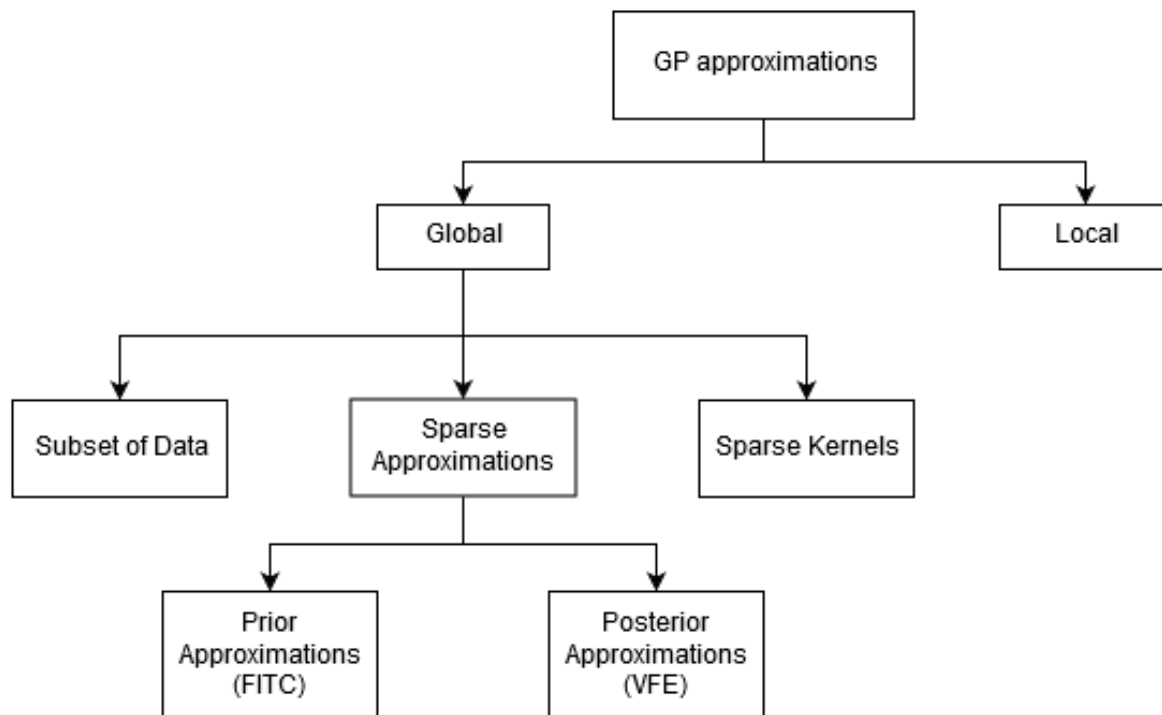 GP approximations
Global
Local
Subset of Data
Sparse
Approximations
Sparse Kernels
Prior
Approximations
(FITC)
Posterior
Approximations
(VFE)